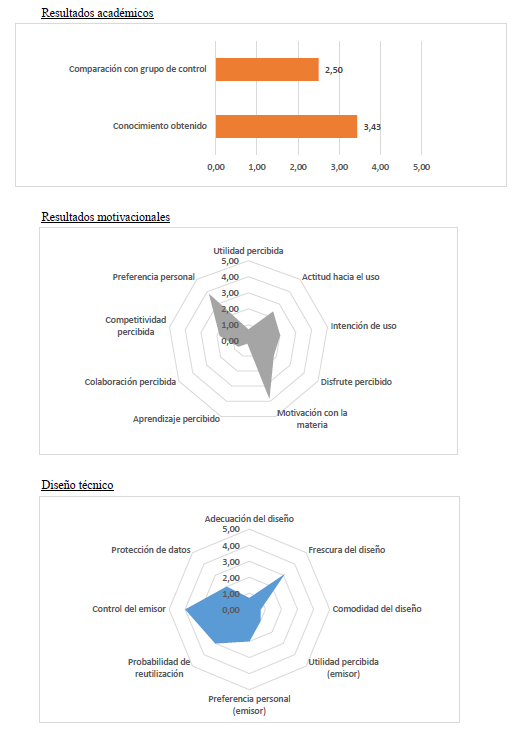 Resultados académicos
Comparación con grupo de control
2,50
Conocimiento obtenido
3,43
0,00 1,00 2,00 3,00 4,00 5,00
Resultados motivacionales
Utilidad percibida
5,00
4,00
3,00
2,00
1,00
0,00
Actitud hacia el uso
Intención de uso
Disfrute percibido
Motivación con la
materia
Aprendizaje percibido
Colaboración percibida
Competitividad
percibida
Preferencia personal
Diseño técnico
Adecuación del diseño
5,00
4,00
3,00
2,00
1,00
0,00
Frescura del diseño
Comodidad del diseño
Utilidad percibida
(emisor)
Preferencia personal
(emisor)
Probabilidad de
reutilización
Control del emisor
Protección de datos